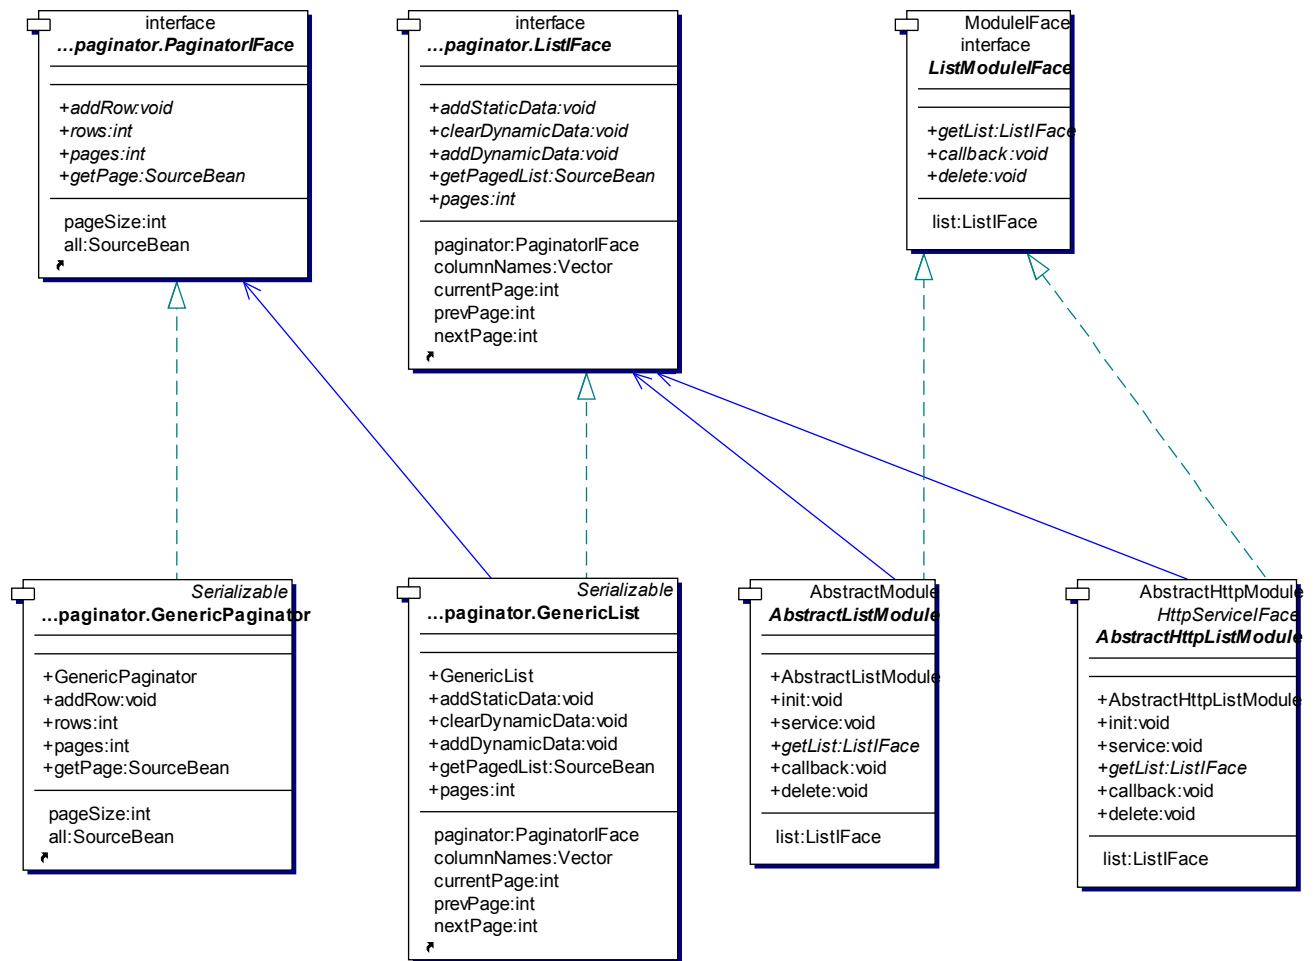 interface
...paginator.PaginatorIFace
+addRow:void
+rows:int
+pages:int
+getPage:SourceBean
pageSize:int
all:SourceBean
interface
...paginator.ListIFace
+addStaticData:void
+clearDynamicData:void
+addDynamicData:void
+getPagedList:SourceBean
+pages:int
paginator:PaginatorIFace
columnNames:Vector
currentPage:int
prevPage:int
nextPage:int
ModuleIFace
interface
ListModuleIFace
+getList:ListIFace
+callback:void
+delete:void
list:ListIFace
Serializable
...paginator.GenericPaginator
+GenericPaginator
+addRow:void
+rows:int
+pages:int
+getPage:SourceBean
pageSize:int
all:SourceBean
Serializable
...paginator.GenericList
+GenericList
+addStaticData:void
+clearDynamicData:void
+addDynamicData:void
+getPagedList:SourceBean
+pages:int
paginator:PaginatorIFace
columnNames:Vector
currentPage:int
prevPage:int
nextPage:int
AbstractModule
AbstractListModule
+AbstractListModule
+init:void
+service:void
+getList:ListIFace
+callback:void
+delete:void
list:ListIFace
AbstractHttpModule
HttpServiceIFace
AbstractHttpListModule
+AbstractHttpListModule
+init:void
+service:void
+getList:ListIFace
+callback:void
+delete:void
list:ListIFace